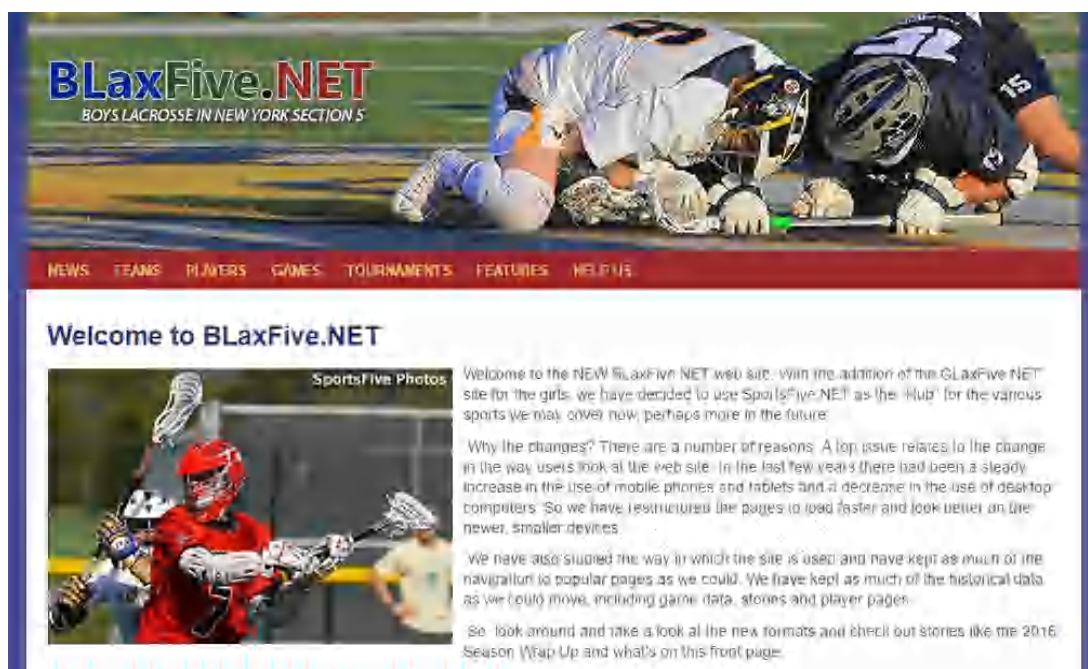 BLaxFive.NET
BOYS LACROSSE IN NEW YORK SECTION 5
15
NEWS TEAMS PLAYERS GAMES TOURNAMENTS FEATURES HELP US
Welcome to BLaxFive.NET
SportsFive Photos
7
Welcome to the NEW BLaxFive.NET web site. With the addition of the GLaxFive.NET
site for the girls, we have decided to use SportsFive.NET as the "Hub" for the various
sports we may cover now, perhaps more in the future.
Why the changes? There are a number of reasons. A top issue relates to the change
in the way users look at the web site. In the last few years there had been a steady
increase in the use of mobile phones and tablets and a decrease in the use of desktop
computers. So we have restructured the pages to load faster and look better on the
newer, smaller devices.
We have also studied the way in which the site is used and have kept as much of the
navigation to popular pages as we could. We have kept as much of the historical data
as we could move, including game data, stories and player pages.
So, look around and take a look at the new formats and check out stories like the 2016
Season Wrap Up and what's on this front page.